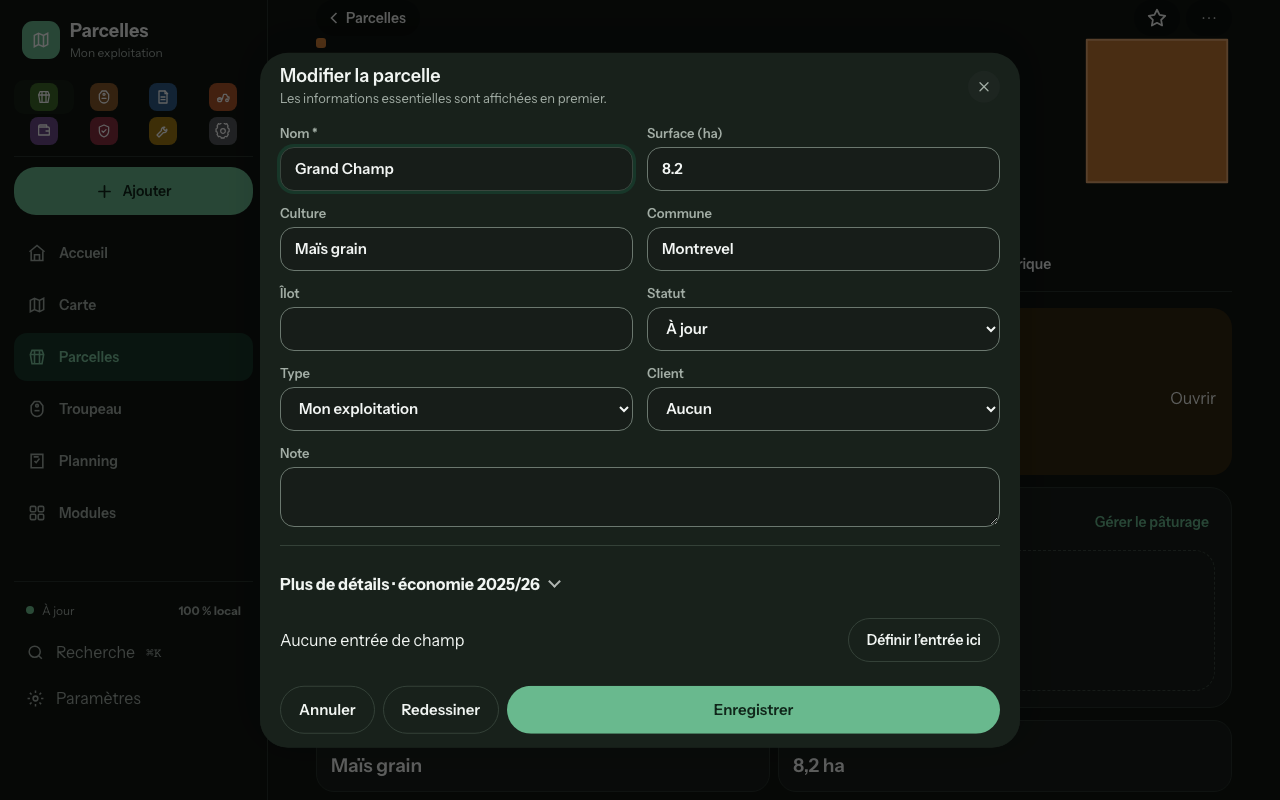 Parcelles
Mon exploitation
Ajouter
Accueil
Carte
Parcelles
Troupeau
Planning
Modules
À jour
100 % local
Recherche ⌘K
Paramètres
Parcelles
Modifier la parcelle
Les informations essentielles sont affichées en premier.
Nom *
Surface (ha)
Grand Champ
8.2
Culture
Commune
Maïs grain
Montrevel
Îlot
Statut
À jour
Type
Client
Mon exploitation
Aucun
Note
Plus de détails · économie 2025/26
Aucune entrée de champ
Définir l’entrée ici
Annuler
Redessiner
Enregistrer
rique
Ouvrir
Gérer le pâturage
Maïs grain
8,2 ha